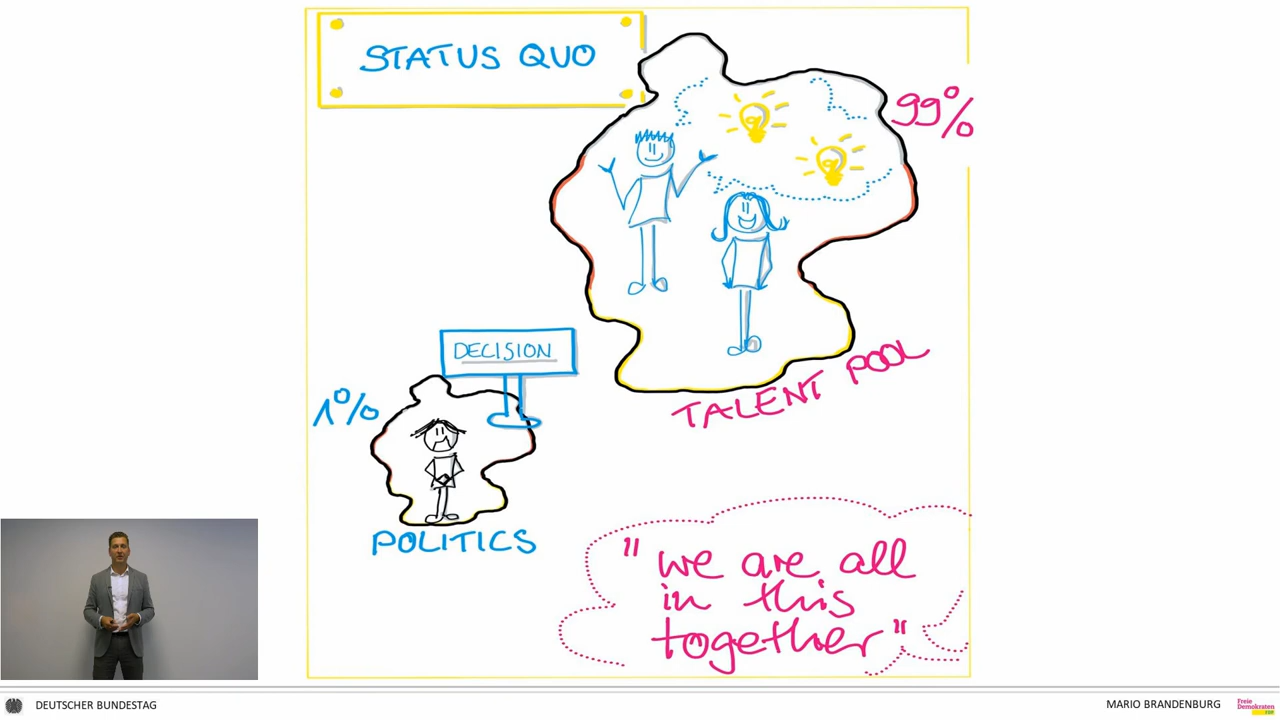 STATUS QUO
99%
DECISION
TALENT POOL
1%
POLITICS
"we are all
in this
together"
DEUTSCHER BUNDESTAG
MARIO BRANDENBURG
Freie
Demokraten
FDP